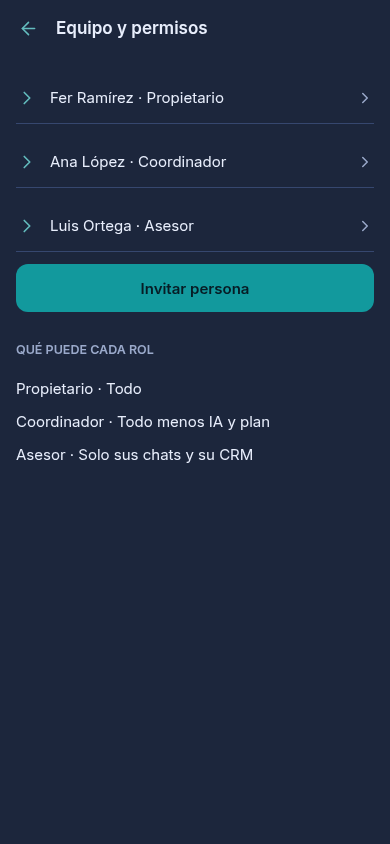 Equipo y permisos
Fer Ramírez · Propietario
Ana López · Coordinador
Luis Ortega · Asesor
Invitar persona
QUÉ PUEDE CADA ROL
Propietario · Todo
Coordinador · Todo menos IA y plan
Asesor · Solo sus chats y su CRM